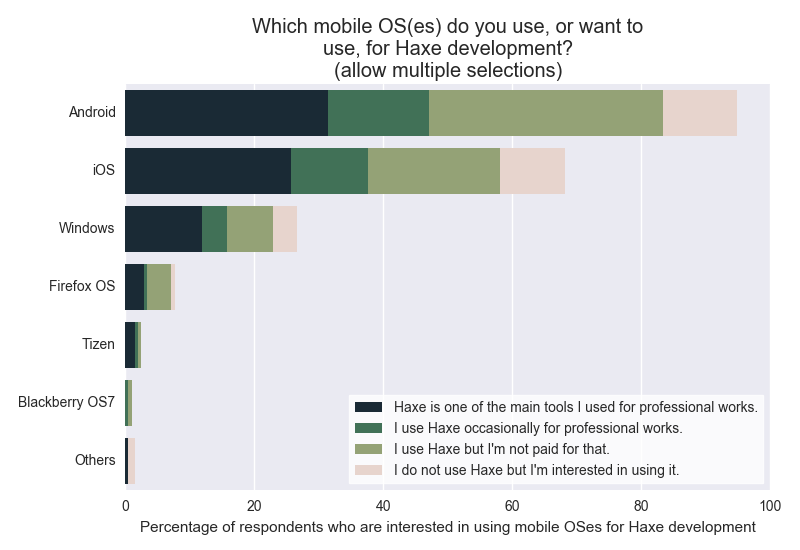 Which mobile OS(es) do you use, or want to
use, for Haxe development?
(allow multiple selections)
Android
iOS
Windows
Firefox OS
Tizen
Blackberry OS7
Others
Haxe is one of the main tools I used for professional works.
I use Haxe occasionally for professional works.
I use Haxe but I'm not paid for that.
I do not use Haxe but I'm interested in using it.
0 20 40 60 80 100
Percentage of respondents who are interested in using mobile OSes for Haxe development